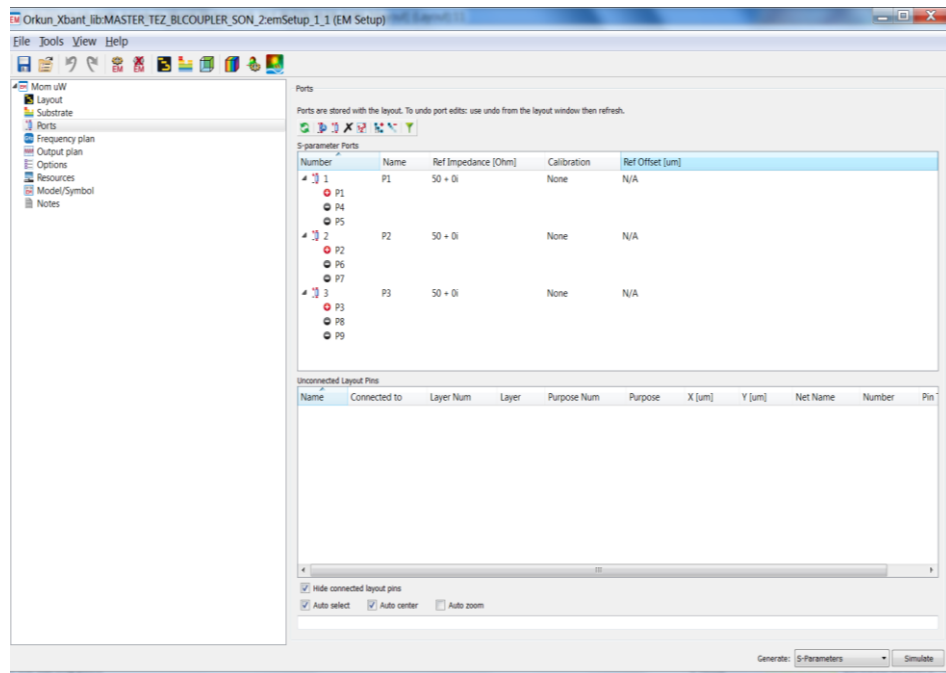 Orkun_Xbant_lib:MASTER_TEZ_BLCOUPLER_SON_2:emSetup_1_1 (EM Setup)
File Tools View Help
EM EM
Mom uW
Layout
Substrate
Ports
Frequency plan
Output plan
Options
Resources
Model/Symbol
Notes
Ports
Ports are stored with the layout. To undo port edits: use undo from the layout window then refresh.
S-parameter Ports
Number Name Ref Impedance [Ohm] Calibration Ref Offset [um]
1 P1 50 + 0i None N/A
P1
P4
P5
2 P2 50 + 0i None N/A
P2
P6
P7
3 P3 50 + 0i None N/A
P3
P8
P9
Unconnected Layout Pins
Name Connected to Layer Num Layer Purpose Num Purpose X [um] Y [um] Net Name Number Pin
Hide connected layout pins
Auto select Auto center Auto zoom
Generate: S-Parameters Simulate